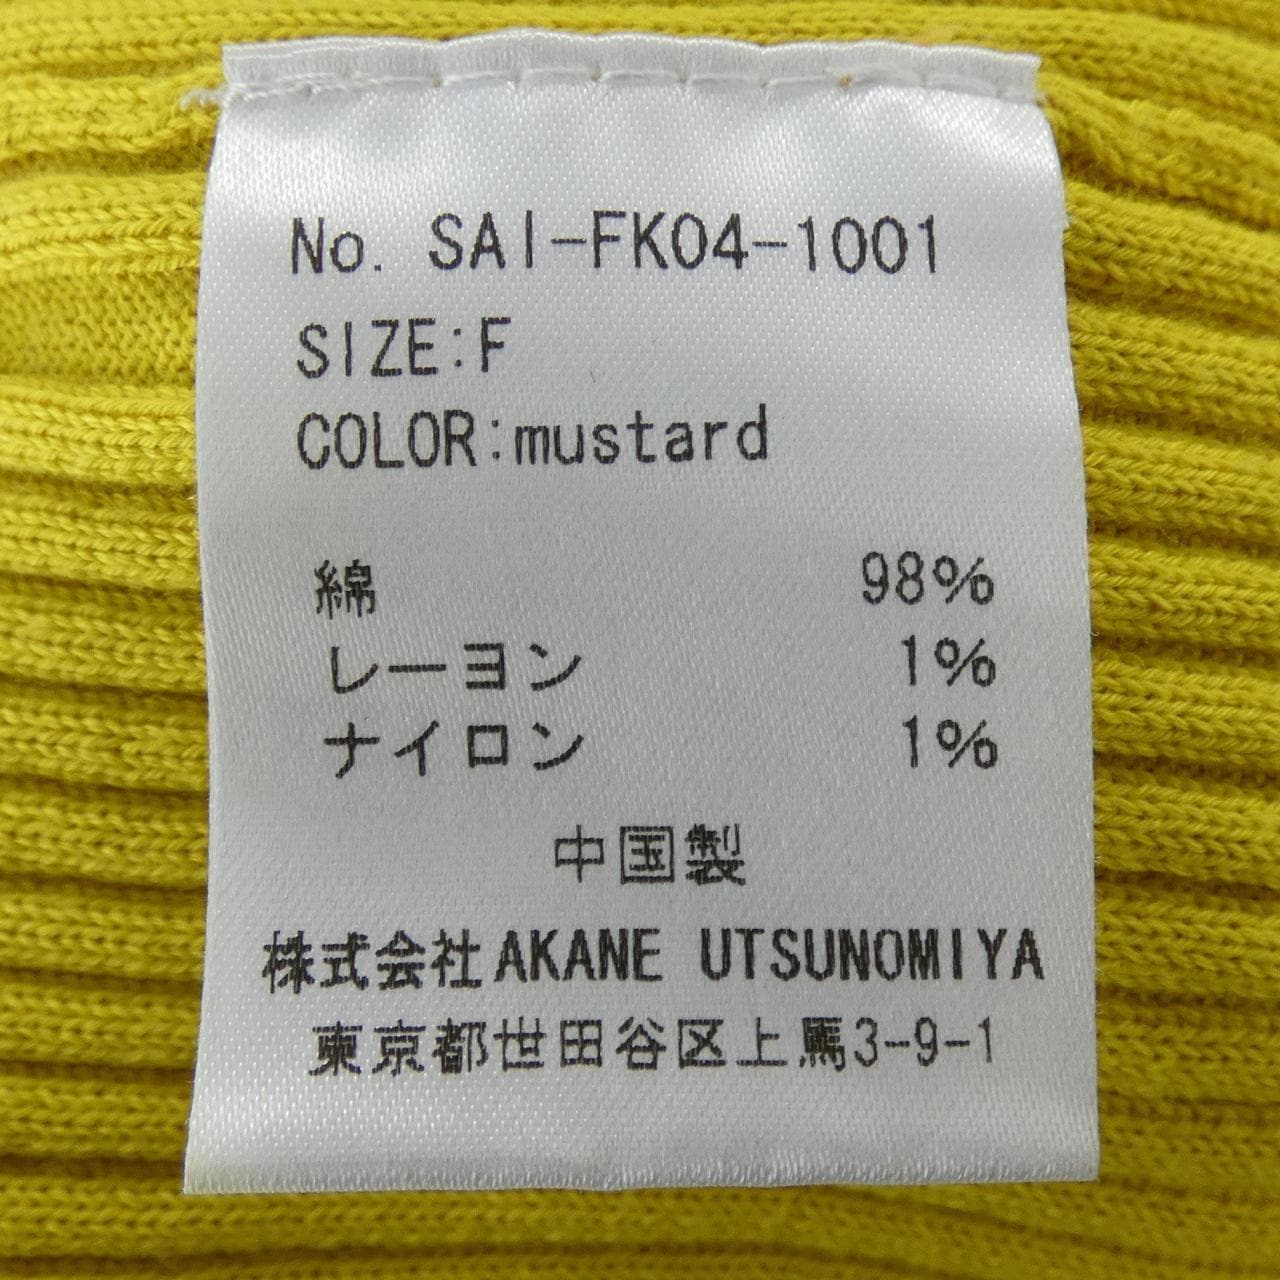 No. SAI-FK04-1001
SIZE:F
COLOR:mustard
綿 98%
レーヨン 1%
ナイロン 1%
中国製
株式会社AKANE UTSUNOMIYA
東京都世田谷区上馬3-9-1